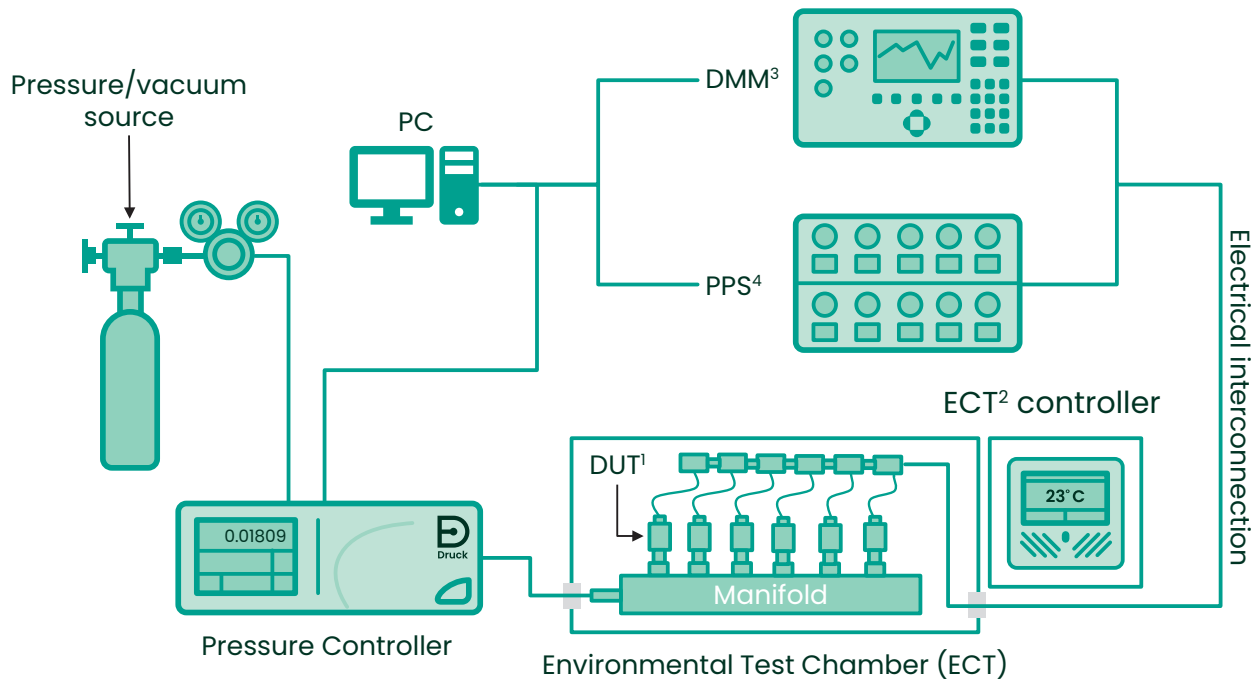 Pressure/vacuum
source
PC
DMM³
PPS⁴
Electrical interconnection
ECT² controller
23°C
DUT¹
0.01809
Druck
Manifold
Pressure Controller
Environmental Test Chamber (ECT)